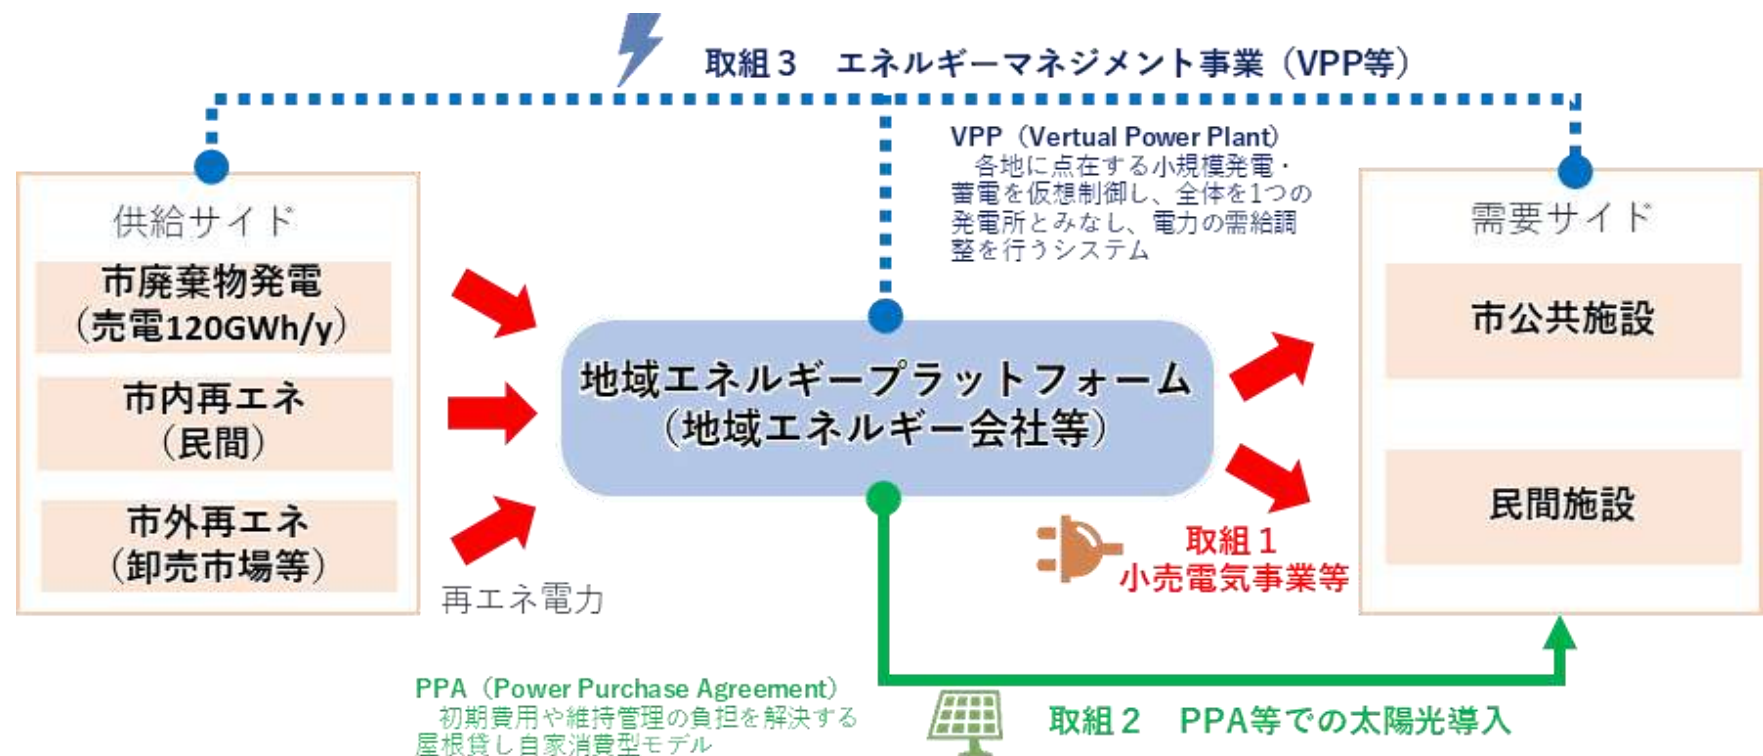 取組３　エネルギーマネジメント事業（VPP等）
VPP（Vertual Power Plant）
各地に点在する小規模発電・
蓄電を仮想制御し、全体を1つの
発電所とみなし、電力の需給調
整を行うシステム
供給サイド
市廃棄物発電
（売電120GWh/y）
市内再エネ
（民間）
市外再エネ
（卸売市場等）
再エネ電力
地域エネルギープラットフォーム
（地域エネルギー会社等）
需要サイド
市公共施設
民間施設
取組１
小売電気事業等
PPA（Power Purchase Agreement）
初期費用や維持管理の負担を解決する
屋根貸し自家消費型モデル
取組２　PPA等での太陽光導入